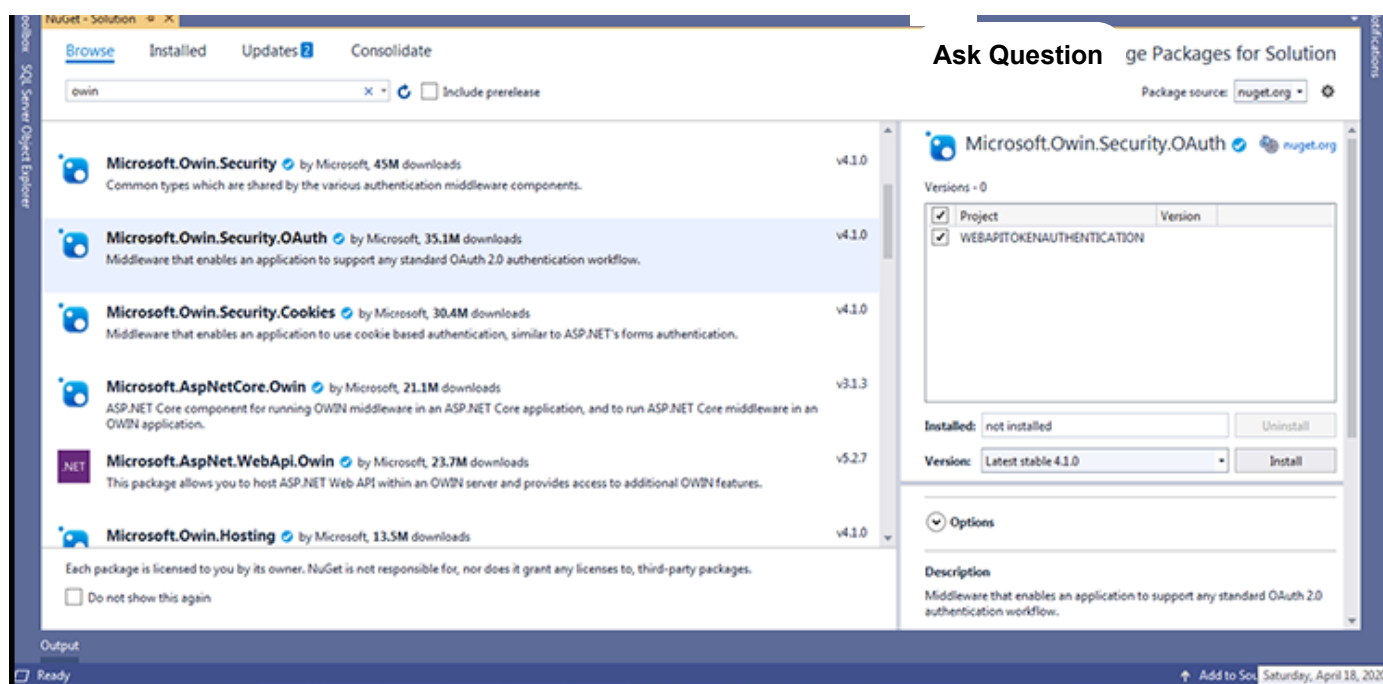 NuGet - Solution
Toolbox
SQL Server Object Explorer
Notifications
Browse Installed Updates 2 Consolidate
Ask Question
ge Packages for Solution
owin
Include prerelease
Package source: nuget.org
Microsoft.Owin.Security by Microsoft, 45M downloads v4.1.0
Common types which are shared by the various authentication middleware components.
Microsoft.Owin.Security.OAuth by Microsoft, 35.1M downloads v4.1.0
Middleware that enables an application to support any standard OAuth 2.0 authentication workflow.
Microsoft.Owin.Security.Cookies by Microsoft, 30.4M downloads v4.1.0
Middleware that enables an application to use cookie based authentication, similar to ASP.NET's forms authentication.
Microsoft.AspNetCore.Owin by Microsoft, 21.1M downloads v3.1.3
ASP.NET Core component for running OWIN middleware in an ASP.NET Core application, and to run ASP.NET Core middleware in an
OWIN application.
.NET
Microsoft.AspNet.WebApi.Owin by Microsoft, 23.7M downloads v5.2.7
This package allows you to host ASP.NET Web API within an OWIN server and provides access to additional OWIN features.
Microsoft.Owin.Hosting by Microsoft, 13.5M downloads v4.1.0
Each package is licensed to you by its owner. NuGet is not responsible for, nor does it grant any licenses to, third-party packages.
Do not show this again
Microsoft.Owin.Security.OAuth nuget.org
Versions - 0
Project Version
WEBAPITOKENAUTHENTICATION
Installed: not installed Uninstall
Version: Latest stable 4.1.0 Install
Options
Description
Middleware that enables an application to support any standard OAuth 2.0
authentication workflow.
Output
Ready
Add to Sou
Saturday, April 18, 2020